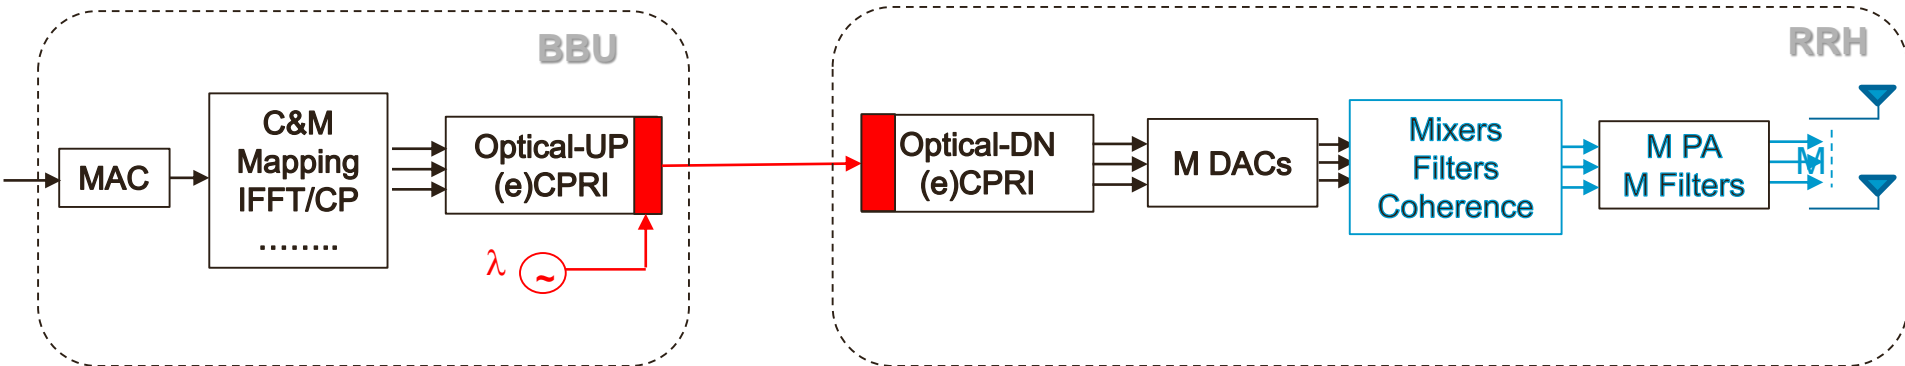 BBU
RRH
MAC
C&M
Mapping
IFFT/CP
........
Optical-UP
(e)CPRI
λ
~
Optical-DN
(e)CPRI
M DACs
Mixers
Filters
Coherence
M PA
M Filters
M